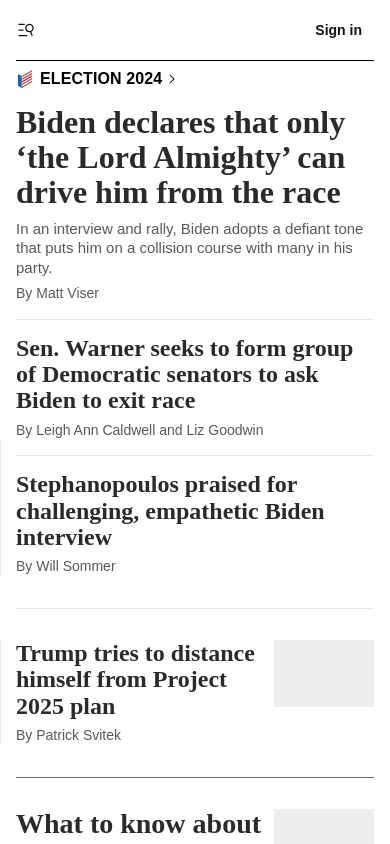 Sign in
ELECTION 2024
Biden declares that only
‘the Lord Almighty’ can
drive him from the race
In an interview and rally, Biden adopts a defiant tone
that puts him on a collision course with many in his
party.
By Matt Viser
Sen. Warner seeks to form group
of Democratic senators to ask
Biden to exit race
By Leigh Ann Caldwell and Liz Goodwin
Stephanopoulos praised for
challenging, empathetic Biden
interview
By Will Sommer
Trump tries to distance
himself from Project
2025 plan
By Patrick Svitek
What to know about